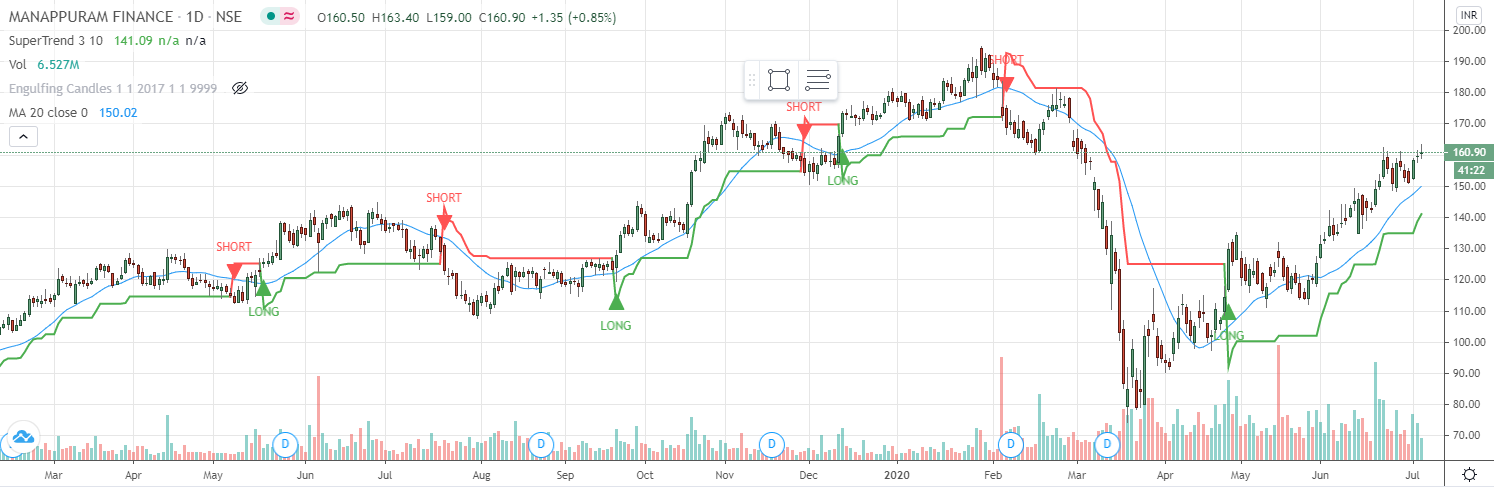 MANAPPURAM FINANCE · 1D · NSE ≈ O160.50 H163.40 L159.00 C160.90 +1.35 (+0.85%)
SuperTrend 3 10 141.09 n/a n/a
Vol 6.527M
Engulfing Candles 1 1 2017 1 1 9999
MA 20 close 0 150.02
INR
200.00
190.00
180.00
170.00
160.90
41:22
150.00
140.00
130.00
120.00
110.00
100.00
90.00
80.00
70.00
SHORT
SHORT
SHORT
SHORT
LONG
LONG
LONG
LONG
D D D D D
Mar Apr May Jun Jul Aug Sep Oct Nov Dec 2020 Feb Mar Apr May Jun Jul